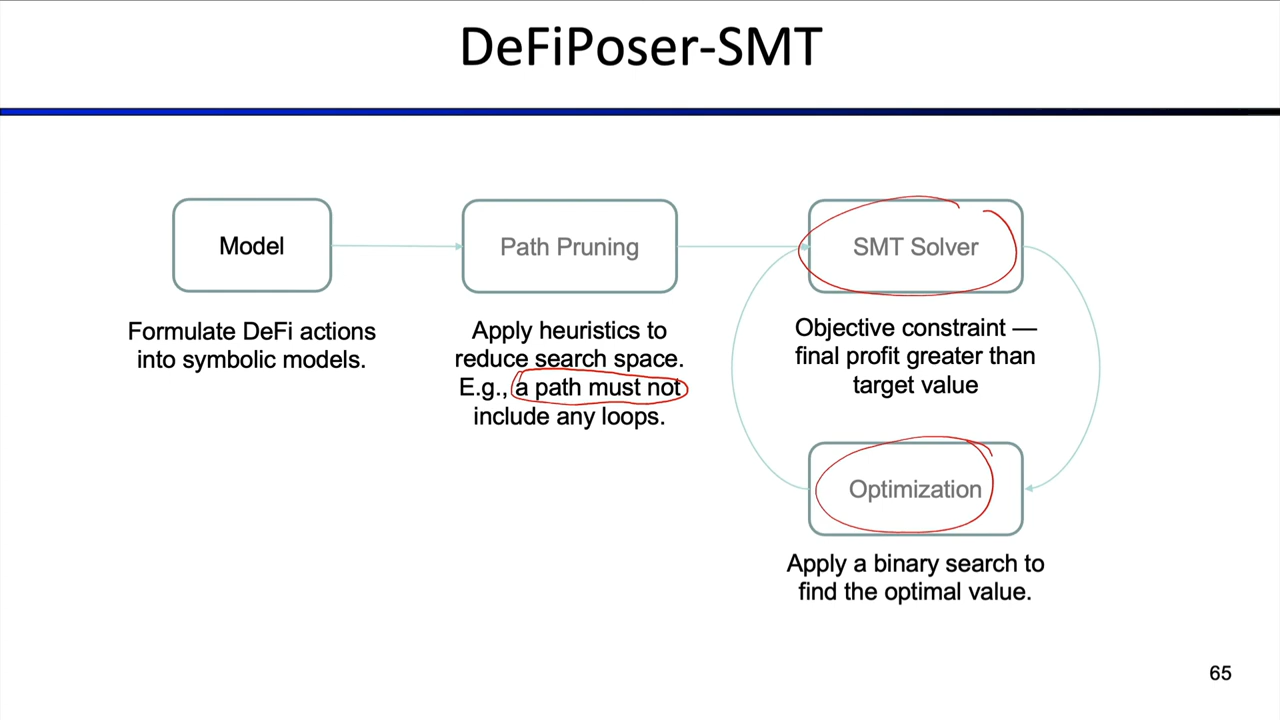 DeFiPoser-SMT
Model
Formulate DeFi actions
into symbolic models.
Path Pruning
Apply heuristics to
reduce search space.
E.g., a path must not
include any loops.
SMT Solver
Objective constraint —
final profit greater than
target value
Optimization
Apply a binary search to
find the optimal value.
65